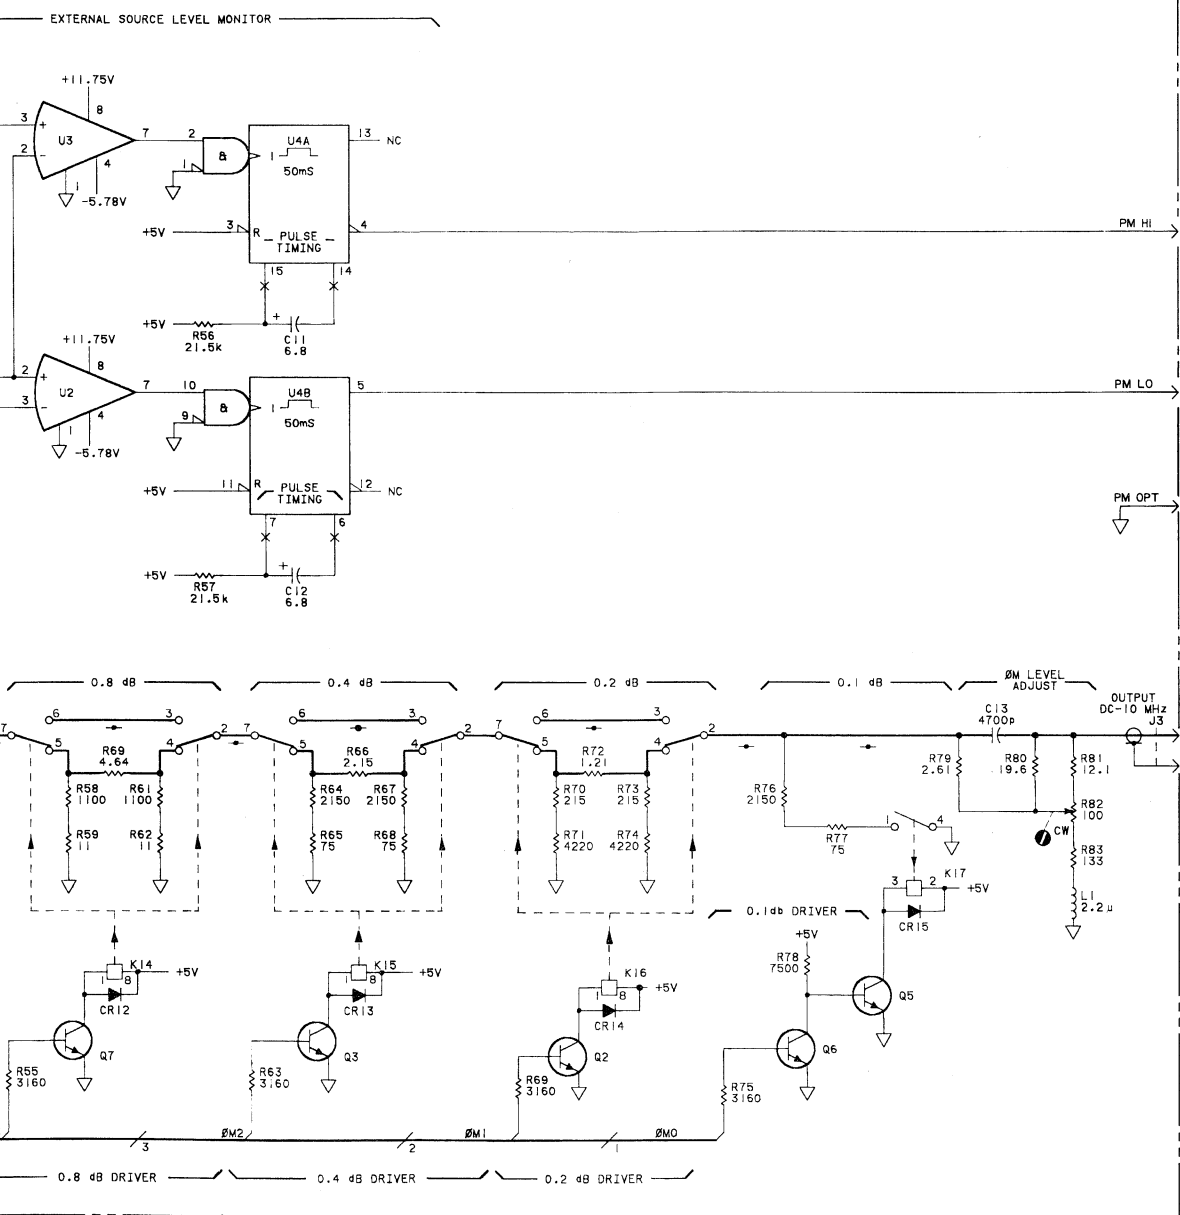 EXTERNAL SOURCE LEVEL MONITOR
+11.75V
8
3
+
U3
2
-
7
4
1
-5.78V
2
&
1
1
U4A
50mS
13
NC
+5V
3
R
PULSE
TIMING
4
PM HI
15
14
+5V
R56
21.5k
+
C11
6.8
+11.75V
8
2
+
U2
3
-
7
4
1
-5.78V
10
&
9
1
U4B
50mS
5
PM LO
+5V
11
R
PULSE
TIMING
12
NC
PM OPT
7
6
+5V
R57
21.5k
+
C12
6.8
0.8 dB
0.4 dB
0.2 dB
0.1 dB
ØM LEVEL
ADJUST
OUTPUT
DC-10 MHz
J3
C13
4700p
7
6
3
5
4
2
7
6
3
5
4
2
7
6
3
5
4
2
R69
4.64
R66
2.15
R72
1.21
R58
1100
R61
1100
R64
2150
R67
2150
R70
215
R73
215
R76
2150
R79
2.61
R80
19.6
R81
12.1
R59
11
R62
11
R65
75
R68
75
R71
4220
R74
4220
R77
75
1
4
CW
R82
100
R83
133
L1
2.2µ
3
2
K17
+5V
CR15
0.1db DRIVER
+5V
R78
7500
K14
1
8
+5V
CR12
K15
1
8
+5V
CR13
K16
1
8
+5V
CR14
Q5
Q7
Q3
Q2
Q6
R55
3160
R63
3160
R69
3160
R75
3160
3
ØM2
2
ØM1
1
ØM0
0.8 dB DRIVER
0.4 dB DRIVER
0.2 dB DRIVER